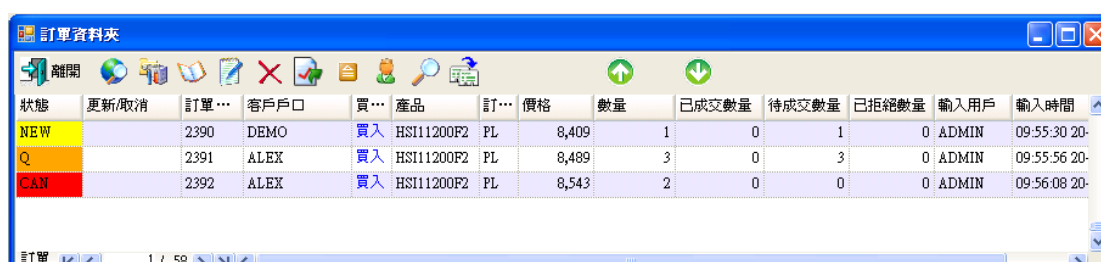 訂單資料夾
離開
狀態 更新/取消 訂單… 客戶戶口 買… 產品 訂… 價格 數量 已成交數量 待成交數量 已拒絕數量 輸入用戶 輸入時間
NEW 2390 DEMO 買入 HSI11200F2 PL 8,409 1 0 1 0 ADMIN 09:55:30 20-
Q 2391 ALEX 買入 HSI11200F2 PL 8,489 3 0 3 0 ADMIN 09:55:56 20-
CAN 2392 ALEX 買入 HSI11200F2 PL 8,543 2 0 0 0 ADMIN 09:56:08 20-
訂單 1 / 58